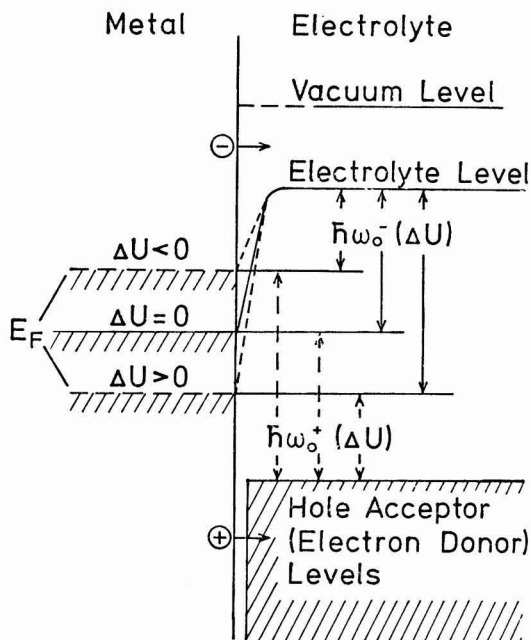 Metal Electrolyte
Vacuum Level
⊖
Electrolyte Level
ħω₀⁻(ΔU)
ΔU<0
ΔU=0
E_F
ΔU>0
ħω₀⁺(ΔU)
Hole Acceptor
⊕ (Electron Donor)
Levels